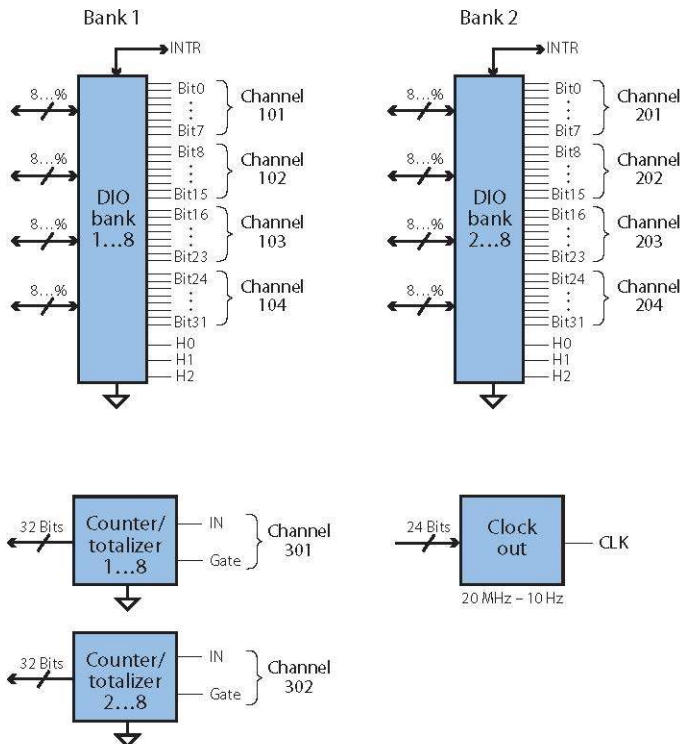 Bank 1
INTR
8...%
8...%
8...%
8...%
DIO
bank
1...8
Bit0
Bit7
Channel
101
Bit8
Bit15
Channel
102
Bit16
Bit23
Channel
103
Bit24
Bit31
Channel
104
H0
H1
H2
Bank 2
INTR
8...%
8...%
8...%
8...%
DIO
bank
2...8
Bit0
Bit7
Channel
201
Bit8
Bit15
Channel
202
Bit16
Bit23
Channel
203
Bit24
Bit31
Channel
204
H0
H1
H2
32 Bits
Counter/
totalizer
1...8
IN
Gate
Channel
301
24 Bits
Clock
out
CLK
20 MHz – 10 Hz
32 Bits
Counter/
totalizer
2...8
IN
Gate
Channel
302